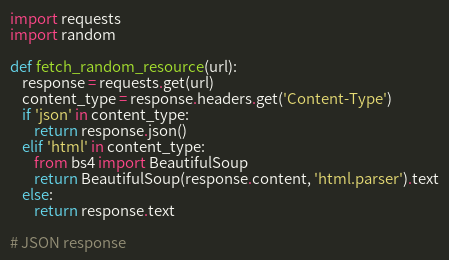 import requests
import random

def fetch_random_resource(url):
    response = requests.get(url)
    content_type = response.headers.get('Content-Type')
    if 'json' in content_type:
        return response.json()
    elif 'html' in content_type:
        from bs4 import BeautifulSoup
        return BeautifulSoup(response.content, 'html.parser').text
    else:
        return response.text

# JSON response